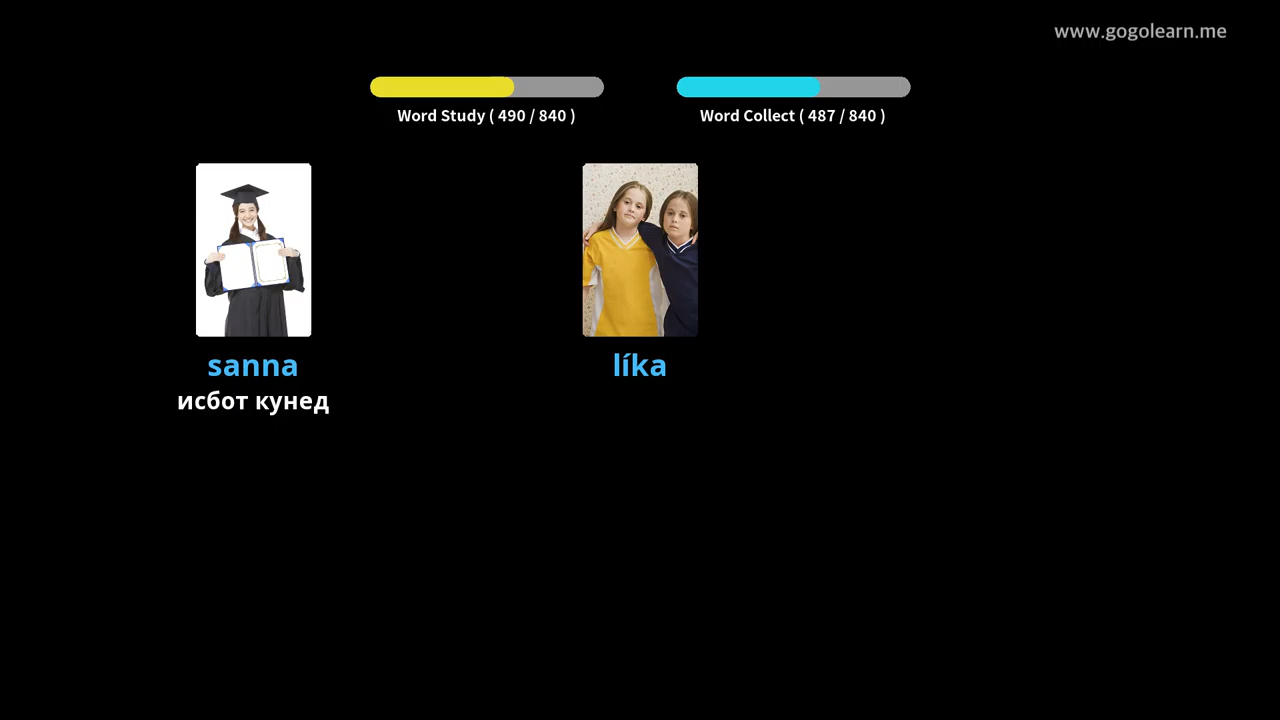 www.gogolearn.me
Word Study ( 490 / 840 )
Word Collect ( 487 / 840 )
sanna
исбот кунед
líka